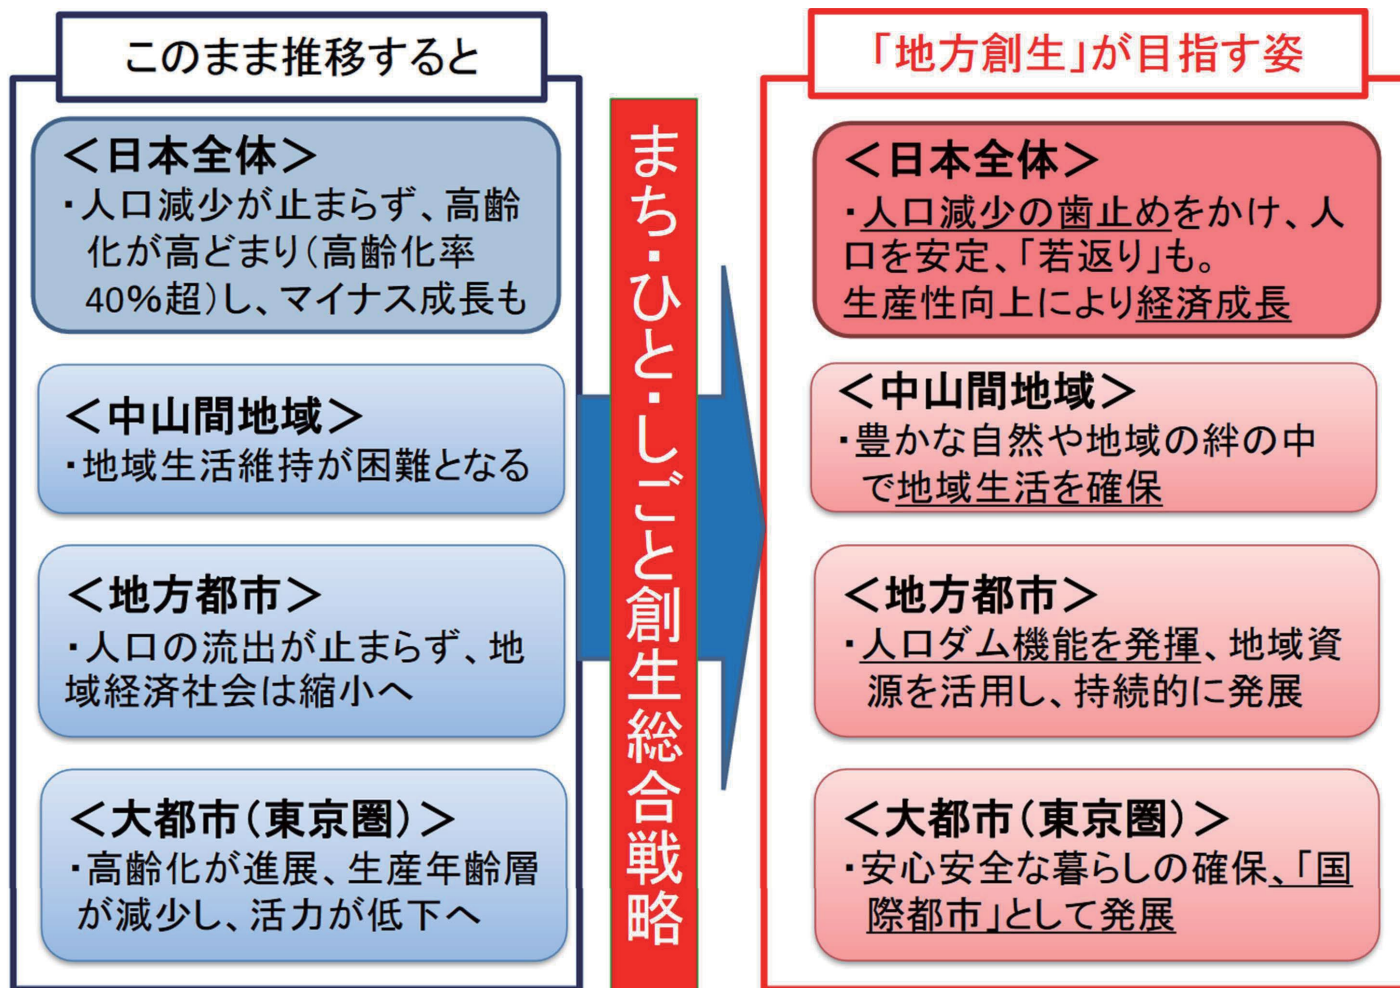 このまま推移すると
＜日本全体＞
・人口減少が止まらず、高齢
化が高どまり(高齢化率
40%超)し、マイナス成長も
＜中山間地域＞
・地域生活維持が困難となる
＜地方都市＞
・人口の流出が止まらず、地
域経済社会は縮小へ
＜大都市(東京圏)＞
・高齢化が進展、生産年齢層
が減少し、活力が低下へ
まち・ひと・しごと創生総合戦略
「地方創生」が目指す姿
＜日本全体＞
・人口減少の歯止めをかけ、人
口を安定、「若返り」も。
生産性向上により経済成長
＜中山間地域＞
・豊かな自然や地域の絆の中
で地域生活を確保
＜地方都市＞
・人口ダム機能を発揮、地域資
源を活用し、持続的に発展
＜大都市(東京圏)＞
・安心安全な暮らしの確保、「国
際都市」として発展